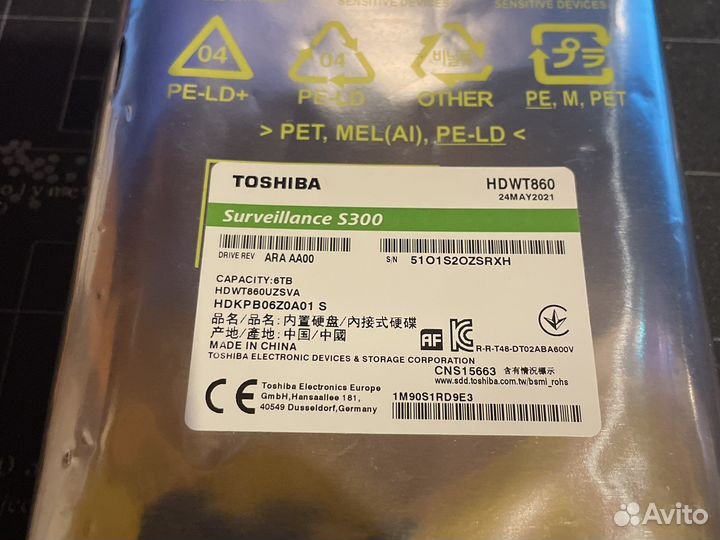 SENSITIVE DEVICES
SENSITIVE DEVICES
04
04
비닐류
プラ
PE-LD+
PE-LD
OTHER
PE, M, PET
> PET, MEL(Al), PE-LD <
TOSHIBA
HDWT860
24MAY2021
Surveillance S300
DRIVE REV ARA AA00
S/N 51O1S2OZSRXH
CAPACITY:6TB
HDWT860UZSVA
HDKPB06Z0A01 S
品名/品名: 内置硬盘/內接式硬碟
产地/產地: 中国/中國
MADE IN CHINA
AF
R-R-T48-DT02ABA600V
TOSHIBA ELECTRONIC DEVICES & STORAGE CORPORATION
CNS15663 含有情況標示
www.sdd.toshiba.com.tw/bsmi_rohs
CE
Toshiba Electronics Europe
GmbH,Hansaallee 181,
40549 Dusseldorf,Germany
1M90S1RD9E3
Avito